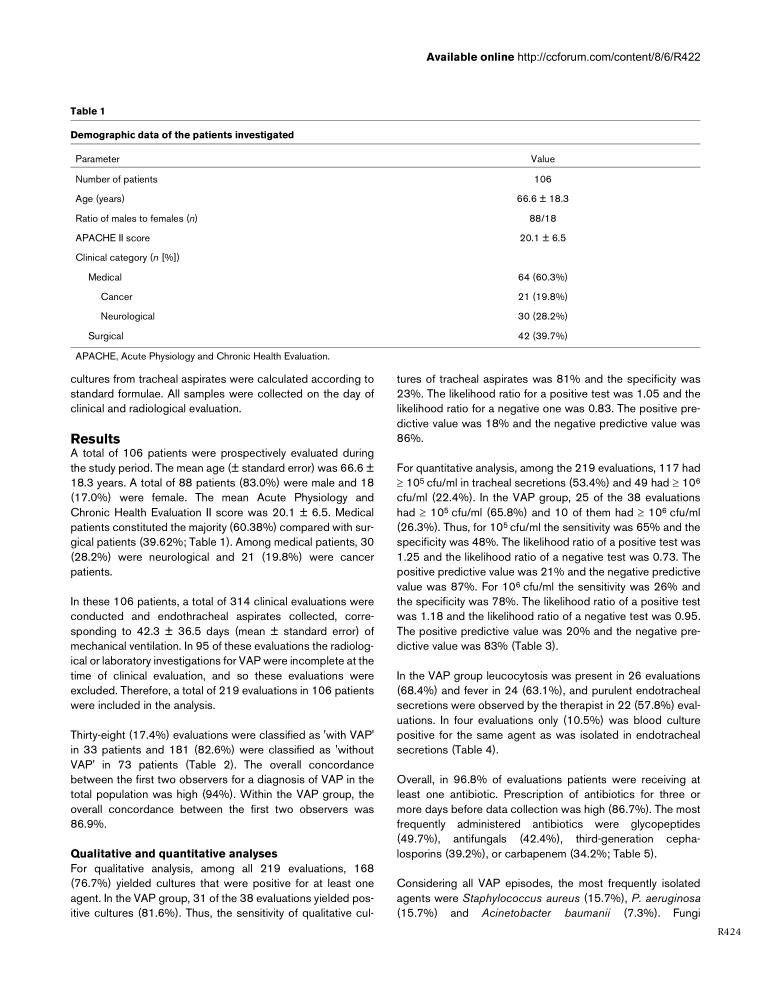 Available online http://ccforum.com/content/8/6/R422
Table 1
Demographic data of the patients investigated
Parameter Value
Number of patients 106
Age (years) 66.6 ± 18.3
Ratio of males to females (n) 88/18
APACHE II score 20.1 ± 6.5
Clinical category (n [%])
Medical 64 (60.3%)
Cancer 21 (19.8%)
Neurological 30 (28.2%)
Surgical 42 (39.7%)
APACHE, Acute Physiology and Chronic Health Evaluation.
cultures from tracheal aspirates were calculated according to
standard formulae. All samples were collected on the day of
clinical and radiological evaluation.
Results
A total of 106 patients were prospectively evaluated during
the study period. The mean age (± standard error) was 66.6 ±
18.3 years. A total of 88 patients (83.0%) were male and 18
(17.0%) were female. The mean Acute Physiology and
Chronic Health Evaluation II score was 20.1 ± 6.5. Medical
patients constituted the majority (60.38%) compared with sur-
gical patients (39.62%; Table 1). Among medical patients, 30
(28.2%) were neurological and 21 (19.8%) were cancer
patients.
In these 106 patients, a total of 314 clinical evaluations were
conducted and endothracheal aspirates collected, corre-
sponding to 42.3 ± 36.5 days (mean ± standard error) of
mechanical ventilation. In 95 of these evaluations the radiolog-
ical or laboratory investigations for VAP were incomplete at the
time of clinical evaluation, and so these evaluations were
excluded. Therefore, a total of 219 evaluations in 106 patients
were included in the analysis.
Thirty-eight (17.4%) evaluations were classified as 'with VAP'
in 33 patients and 181 (82.6%) were classified as 'without
VAP' in 73 patients (Table 2). The overall concordance
between the first two observers for a diagnosis of VAP in the
total population was high (94%). Within the VAP group, the
overall concordance between the first two observers was
86.9%.
Qualitative and quantitative analyses
For qualitative analysis, among all 219 evaluations, 168
(76.7%) yielded cultures that were positive for at least one
agent. In the VAP group, 31 of the 38 evaluations yielded pos-
itive cultures (81.6%). Thus, the sensitivity of qualitative cul-
tures of tracheal aspirates was 81% and the specificity was
23%. The likelihood ratio for a positive test was 1.05 and the
likelihood ratio for a negative one was 0.83. The positive pre-
dictive value was 18% and the negative predictive value was
86%.
For quantitative analysis, among the 219 evaluations, 117 had
≥ 10⁵ cfu/ml in tracheal secretions (53.4%) and 49 had ≥ 10⁶
cfu/ml (22.4%). In the VAP group, 25 of the 38 evaluations
had ≥ 10⁵ cfu/ml (65.8%) and 10 of them had ≥ 10⁶ cfu/ml
(26.3%). Thus, for 10⁵ cfu/ml the sensitivity was 65% and the
specificity was 48%. The likelihood ratio of a positive test was
1.25 and the likelihood ratio of a negative test was 0.73. The
positive predictive value was 21% and the negative predictive
value was 87%. For 10⁶ cfu/ml the sensitivity was 26% and
the specificity was 78%. The likelihood ratio of a positive test
was 1.18 and the likelihood ratio of a negative test was 0.95.
The positive predictive value was 20% and the negative pre-
dictive value was 83% (Table 3).
In the VAP group leucocytosis was present in 26 evaluations
(68.4%) and fever in 24 (63.1%), and purulent endotracheal
secretions were observed by the therapist in 22 (57.8%) eval-
uations. In four evaluations only (10.5%) was blood culture
positive for the same agent as was isolated in endotracheal
secretions (Table 4).
Overall, in 96.8% of evaluations patients were receiving at
least one antibiotic. Prescription of antibiotics for three or
more days before data collection was high (86.7%). The most
frequently administered antibiotics were glycopeptides
(49.7%), antifungals (42.4%), third-generation cepha-
losporins (39.2%), or carbapenem (34.2%; Table 5).
Considering all VAP episodes, the most frequently isolated
agents were Staphylococcus aureus (15.7%), P. aeruginosa
(15.7%) and Acinetobacter baumanii (7.3%). Fungi
R424